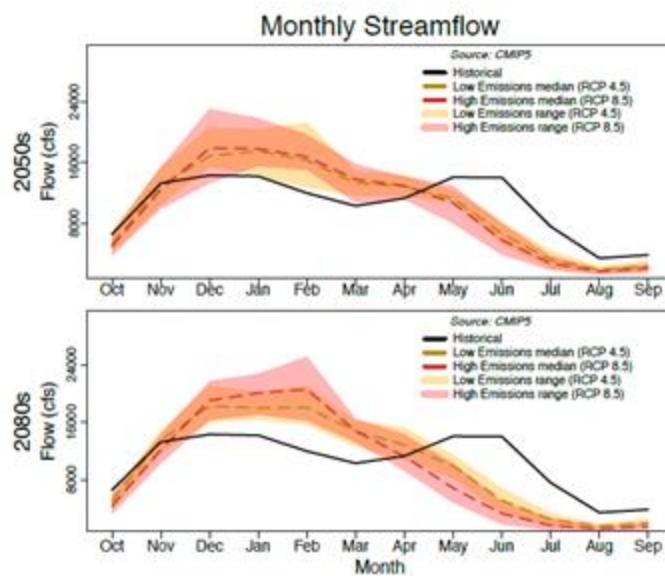 Monthly Streamflow
2050s
Flow (cfs)
24000
16000
8000
Source: CMIP5
Historical
Low Emissions median (RCP 4.5)
High Emissions median (RCP 8.5)
Low Emissions range (RCP 4.5)
High Emissions range (RCP 8.5)
Oct Nov Dec Jan Feb Mar Apr May Jun Jul Aug Sep
2080s
Flow (cfs)
24000
16000
8000
Source: CMIP5
Historical
Low Emissions median (RCP 4.5)
High Emissions median (RCP 8.5)
Low Emissions range (RCP 4.5)
High Emissions range (RCP 8.5)
Oct Nov Dec Jan Feb Mar Apr May Jun Jul Aug Sep
Month